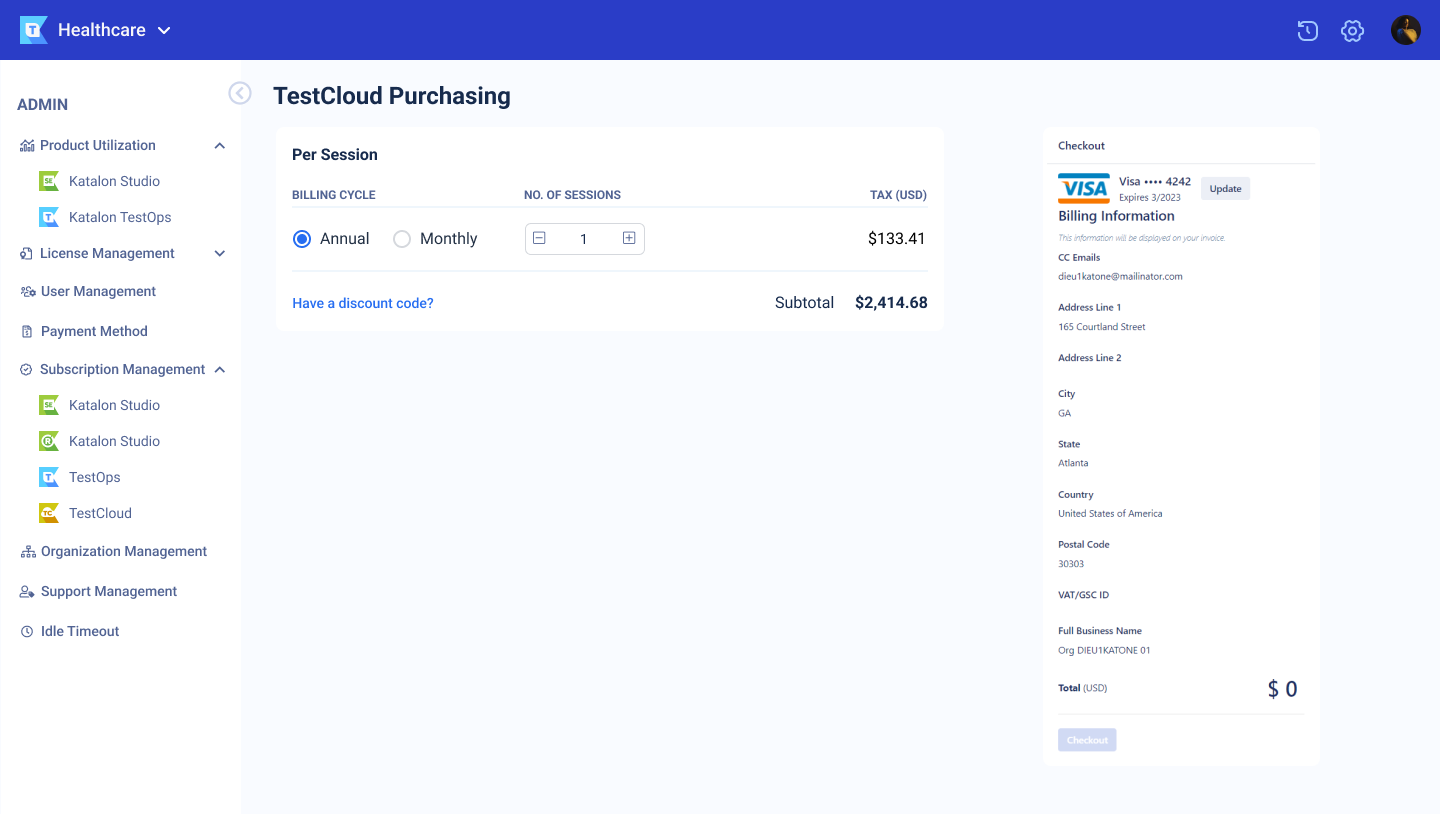 Healthcare
ADMIN
Product Utilization
Katalon Studio
Katalon TestOps
License Management
User Management
Payment Method
Subscription Management
Katalon Studio
Katalon Studio
TestOps
TestCloud
Organization Management
Support Management
Idle Timeout
TestCloud Purchasing
Per Session
BILLING CYCLE NO. OF SESSIONS TAX (USD)
Annual Monthly 1 $133.41
Have a discount code? Subtotal $2,414.68
Checkout
VISA Visa •••• 4242 Update
Expires 3/2023
Billing Information
This information will be displayed on your invoice.
CC Emails
dieu1katone@mailinator.com
Address Line 1
165 Courtland Street
Address Line 2
City
GA
State
Atlanta
Country
United States of America
Postal Code
30303
VAT/GSC ID
Full Business Name
Org DIEU1KATONE 01
Total (USD) $ 0
Checkout